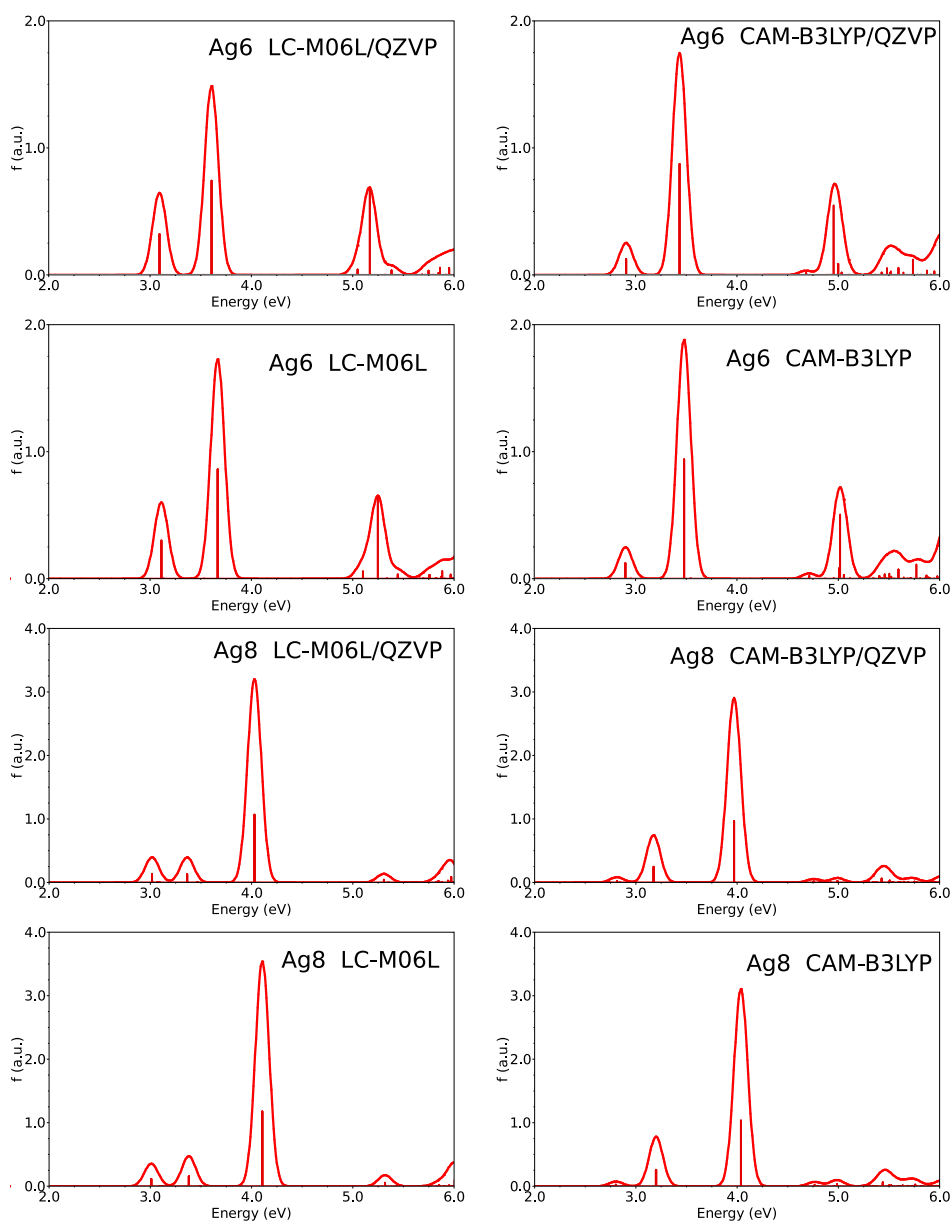 Ag6 LC-M06L/QZVP
f (a.u.)
2.0
1.0
0.0
2.0 3.0 4.0 5.0 6.0
Energy (eV)
Ag6 CAM-B3LYP/QZVP
f (a.u.)
2.0
1.0
0.0
2.0 3.0 4.0 5.0 6.0
Energy (eV)
Ag6 LC-M06L
f (a.u.)
2.0
1.0
0.0
2.0 3.0 4.0 5.0 6.0
Energy (eV)
Ag6 CAM-B3LYP
f (a.u.)
2.0
1.0
0.0
2.0 3.0 4.0 5.0 6.0
Energy (eV)
Ag8 LC-M06L/QZVP
f (a.u.)
4.0
3.0
2.0
1.0
0.0
2.0 3.0 4.0 5.0 6.0
Energy (eV)
Ag8 CAM-B3LYP/QZVP
f (a.u.)
4.0
3.0
2.0
1.0
0.0
2.0 3.0 4.0 5.0 6.0
Energy (eV)
Ag8 LC-M06L
f (a.u.)
4.0
3.0
2.0
1.0
0.0
2.0 3.0 4.0 5.0 6.0
Energy (eV)
Ag8 CAM-B3LYP
f (a.u.)
4.0
3.0
2.0
1.0
0.0
2.0 3.0 4.0 5.0 6.0
Energy (eV)